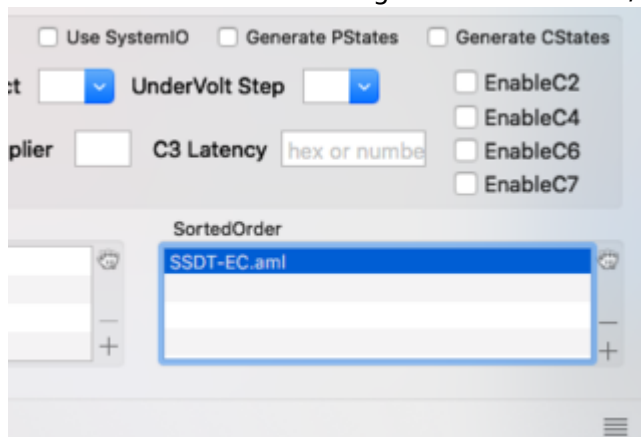 Use SystemIO Generate PStates Generate CStates
UnderVolt Step EnableC2
EnableC4
plier C3 Latency hex or numbe EnableC6
EnableC7
SortedOrder
SSDT-EC.aml